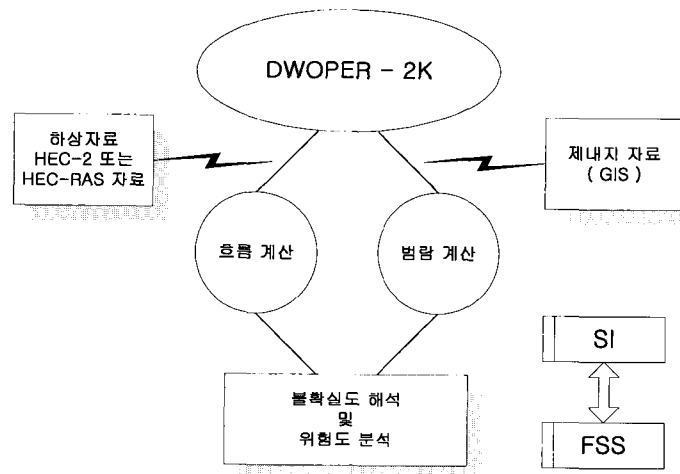 DWOPER - 2K
하상자료
HEC-2 또는
HEC-RAS 자료
제내지 자료
( GIS )
흐름 계산
범람 계산
불확실도 해석
및
위험도 분석
SI
FSS